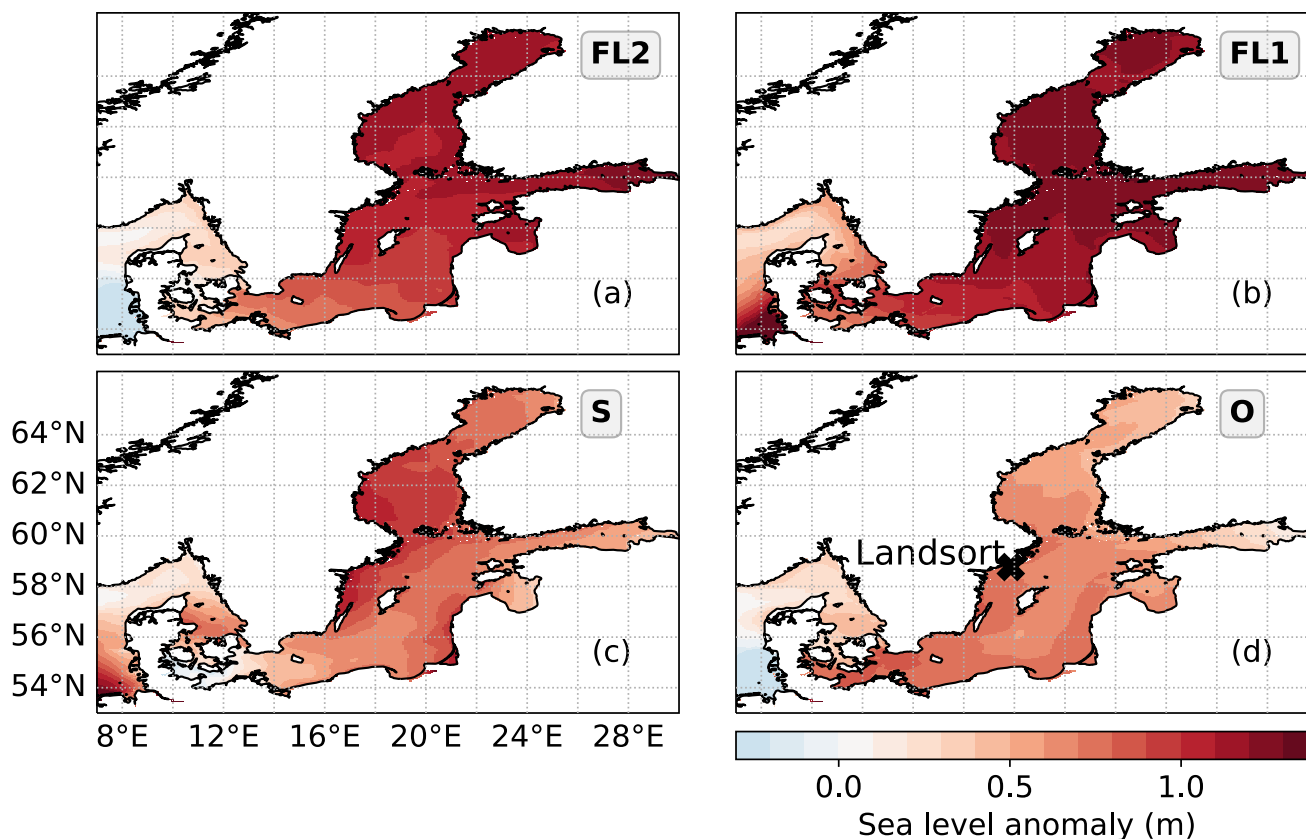 FL2
FL1
(a)
(b)
S
O
64°N
62°N
60°N
58°N
56°N
54°N
Landsort
(c)
(d)
8°E 12°E 16°E 20°E 24°E 28°E
0.0 0.5 1.0
Sea level anomaly (m)